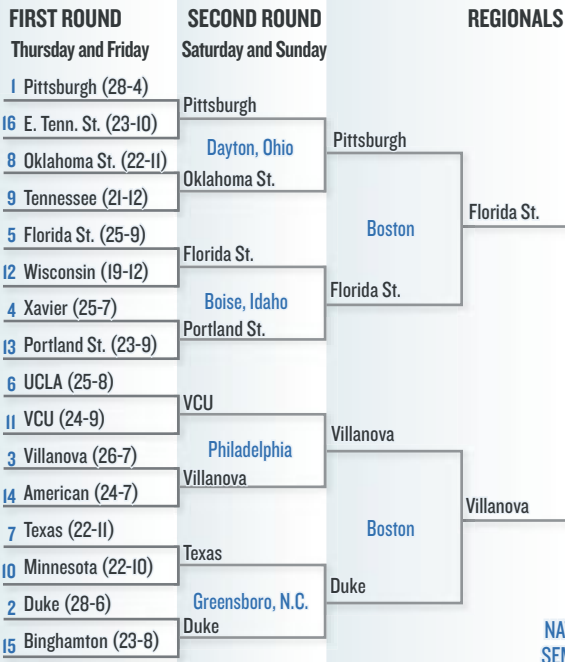 FIRST ROUND
Thursday and Friday
SECOND ROUND
Saturday and Sunday
REGIONALS
1 Pittsburgh (28-4)
16 E. Tenn. St. (23-10)
8 Oklahoma St. (22-11)
9 Tennessee (21-12)
5 Florida St. (25-9)
12 Wisconsin (19-12)
4 Xavier (25-7)
13 Portland St. (23-9)
6 UCLA (25-8)
11 VCU (24-9)
3 Villanova (26-7)
14 American (24-7)
7 Texas (22-11)
10 Minnesota (22-10)
2 Duke (28-6)
15 Binghamton (23-8)
Pittsburgh
Dayton, Ohio
Oklahoma St.
Florida St.
Boise, Idaho
Portland St.
VCU
Philadelphia
Villanova
Texas
Greensboro, N.C.
Duke
Pittsburgh
Boston
Florida St.
Villanova
Boston
Duke
Florida St.
Villanova